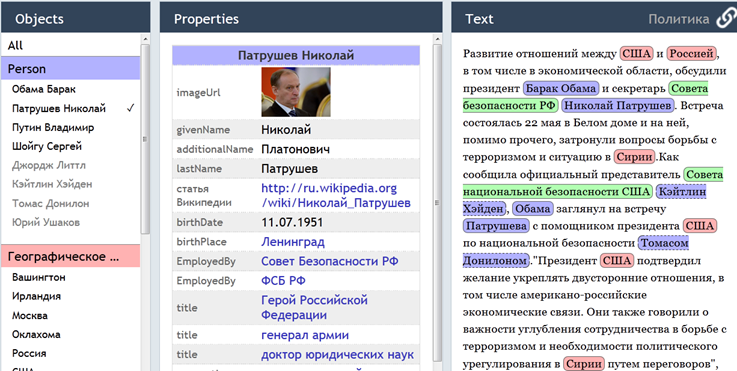 Objects
All
Person
Обама Барак
Патрушев Николай ✓
Путин Владимир
Шойгу Сергей
Джордж Литтл
Кэйтлин Хэйден
Томас Донилон
Юрий Ушаков
Географическое ...
Вашингтон
Ирландия
Москва
Оклахома
Россия
Properties
Патрушев Николай
imageUrl
givenName Николай
additionalName Платонович
lastName Патрушев
статья
Википедии
http://ru.wikipedia.org
/wiki/Николай_Патрушев
birthDate 11.07.1951
birthPlace Ленинград
EmployedBy Совет Безопасности РФ
EmployedBy ФСБ РФ
title Герой Российской
Федерации
title генерал армии
title доктор юридических наук
Text Политика
Развитие отношений между США и Россией,
в том числе в экономической области, обсудили
президент Барак Обама и секретарь Совета
безопасности РФ Николай Патрушев. Встреча
состоялась 22 мая в Белом доме и на ней,
помимо прочего, затронули вопросы борьбы с
терроризмом и ситуацию в Сирии.Как
сообщила официальный представитель Совета
национальной безопасности США Кэйтлин
Хэйден, Обама заглянул на встречу
Патрушева с помощником президента США
по национальной безопасности Томасом
Донилоном."Президент США подтвердил
желание укреплять двусторонние отношения, в
том числе американо-российские
экономические связи. Они также говорили о
важности углубления сотрудничества в борьбе с
терроризмом и необходимости политического
урегулирования в Сирии путем переговоров",